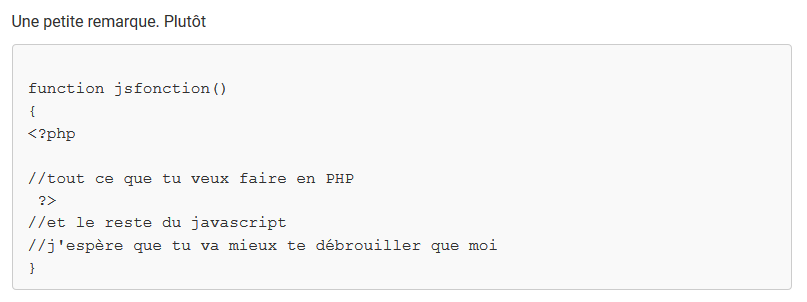 Une petite remarque. Plutôt
function jsfonction()
{
<?php
//tout ce que tu veux faire en PHP
?>
//et le reste du javascript
//j'espère que tu va mieux te débrouiller que moi
}